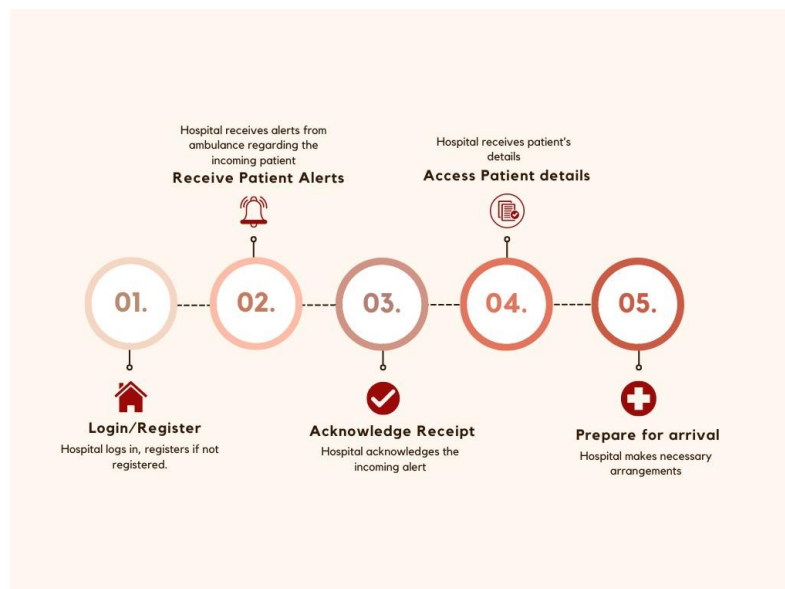 Hospital receives alerts from
ambulance regarding the
incoming patient
Receive Patient Alerts
Hospital receives patient's
details
Access Patient details
01.
02.
03.
04.
05.
Login/Register
Hospital logs in, registers if not
registered.
Acknowledge Receipt
Hospital acknowledges the
incoming alert
Prepare for arrival
Hospital makes necessary
arrangements